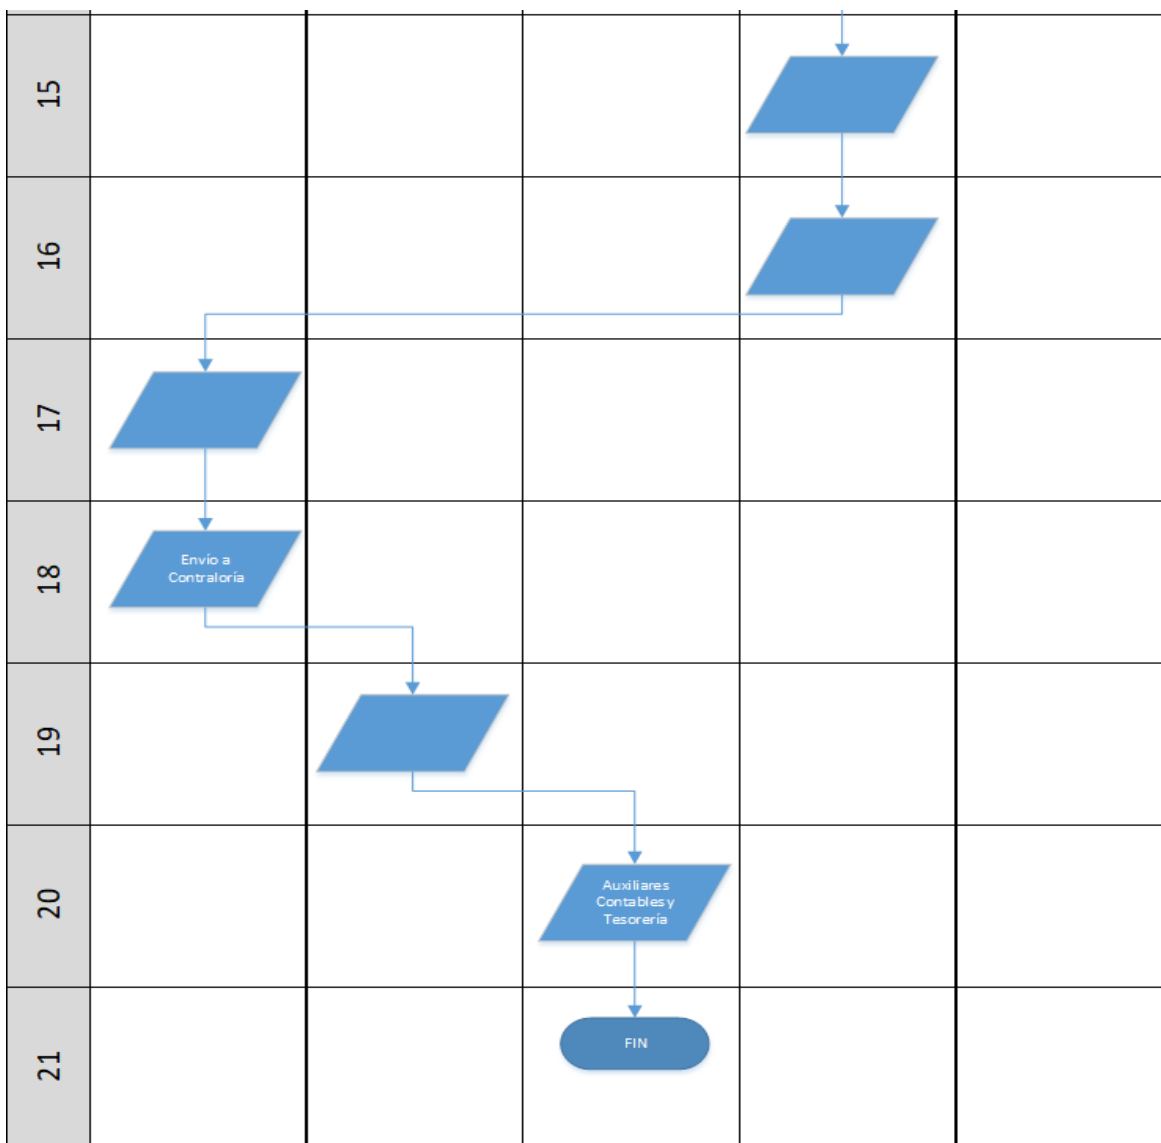 15
16
17
18
Envío a
Contraloría
19
20
Auxiliares
Contables y
Tesorería
21
FIN